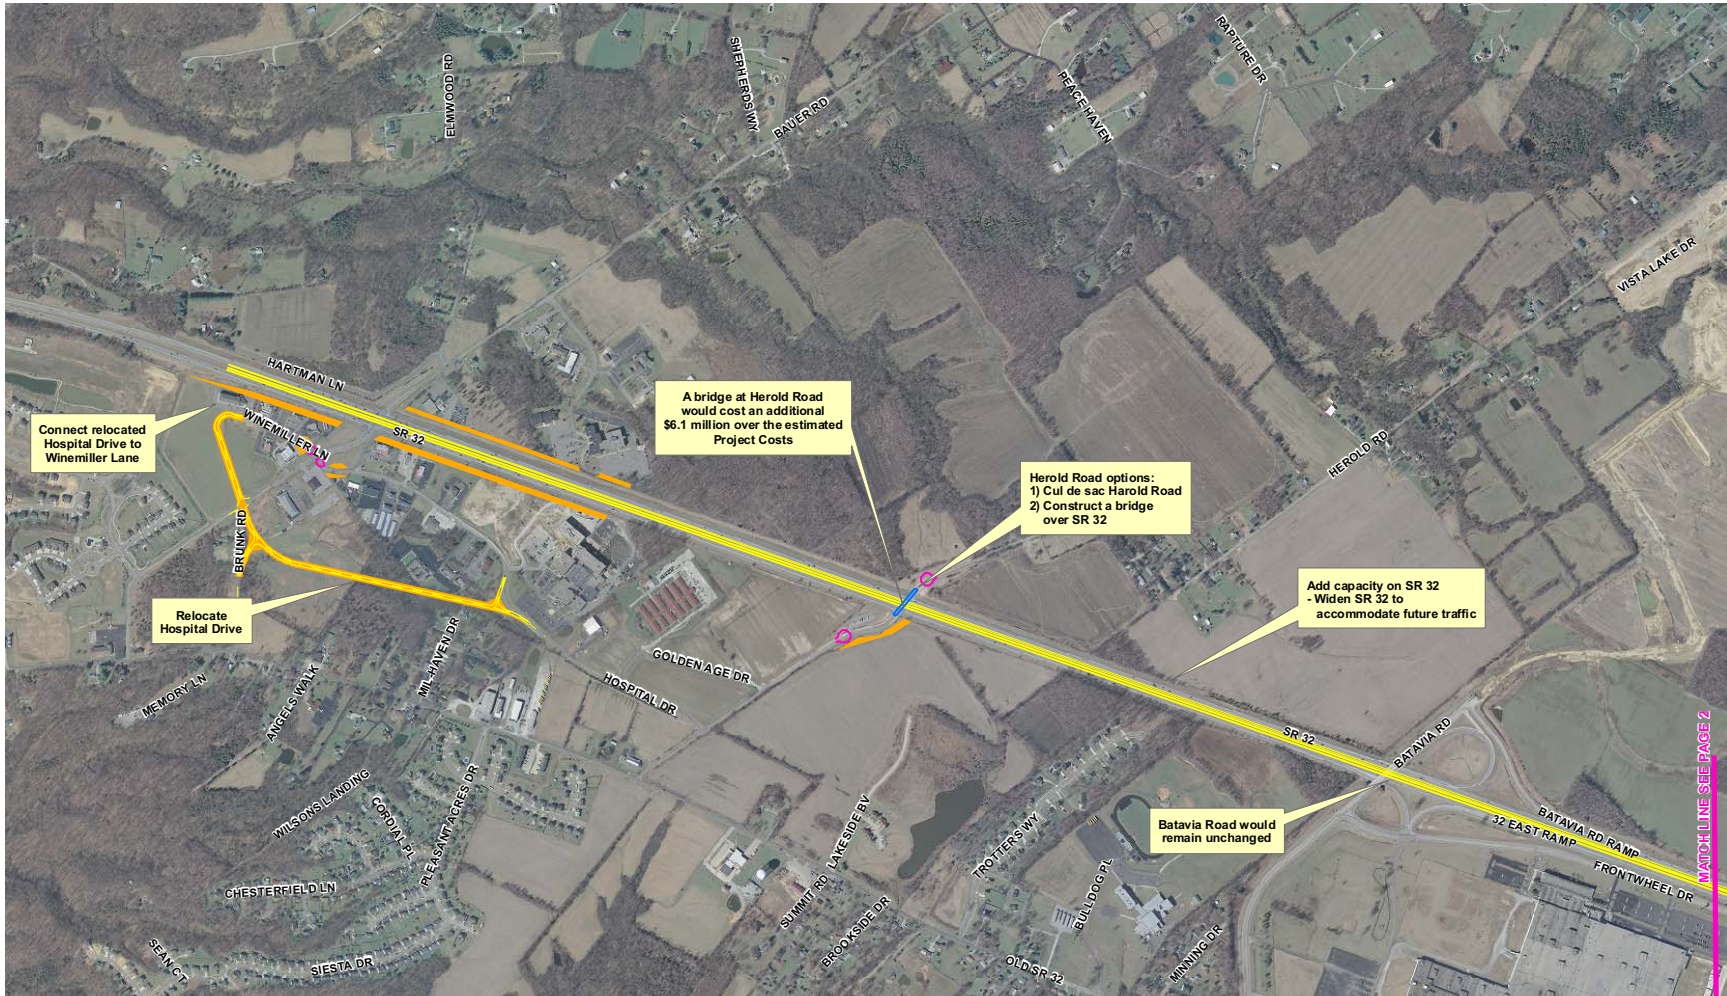 ELMWOOD RD
SHEPHERDS WY
BAUER RD
PEACE HAVEN
RAPTURE DR
VISTA LAKE DR
HEROLD RD
HARTMAN LN
SR 32
WINEMILLER LN
Connect relocated
Hospital Drive to
Winemiller Lane
A bridge at Herold Road
would cost an additional
$6.1 million over the estimated
Project Costs
Herold Road options:
1) Cul de sac Harold Road
2) Construct a bridge
over SR 32
BRUNK RD
Relocate
Hospital Drive
Add capacity on SR 32
- Widen SR 32 to
accommodate future traffic
MEMORY LN
ANGELS WALK
MIL-HAVEN DR
GOLDEN AGE DR
HOSPITAL DR
SR 32
BATAVIA RD
Batavia Road would
remain unchanged
BATAVIA RD RAMP
32 EAST RAMP
FRONTWHEEL DR
MATCH LINE SEE PAGE 2
WILSONS LANDING
CORDIAL PL
PLEASANT ACRES DR
CHESTERFIELD LN
SEAN CT
SIESTA DR
SUMMIT RD
LAKESIDE BV
BROOKSIDE DR
TROTTERS WY
BULLDOG PL
OLD SR 32
MINNING DR